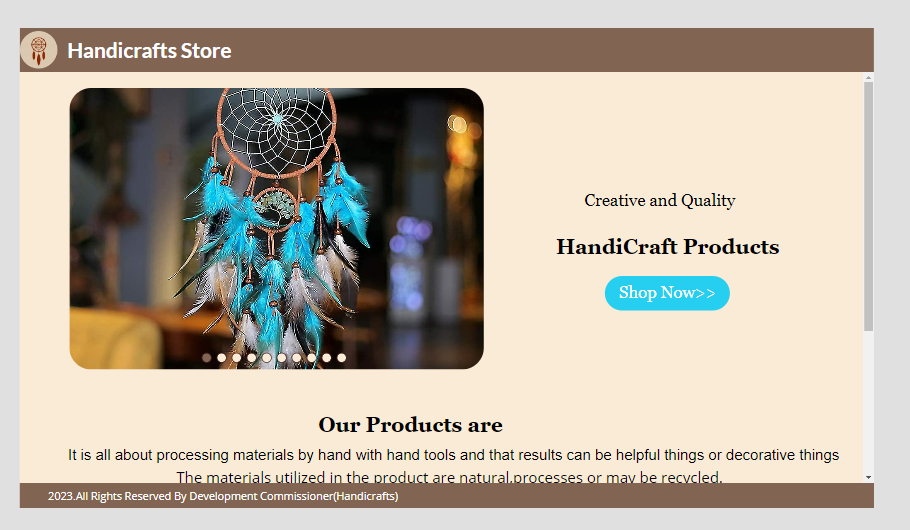 Handicrafts Store
Creative and Quality
HandiCraft Products
Shop Now>>
Our Products are
It is all about processing materials by hand with hand tools and that results can be helpful things or decorative things
The materials utilized in the product are natural,processes or may be recycled.
2023.All Rights Reserved By Development Commissioner(Handicrafts)